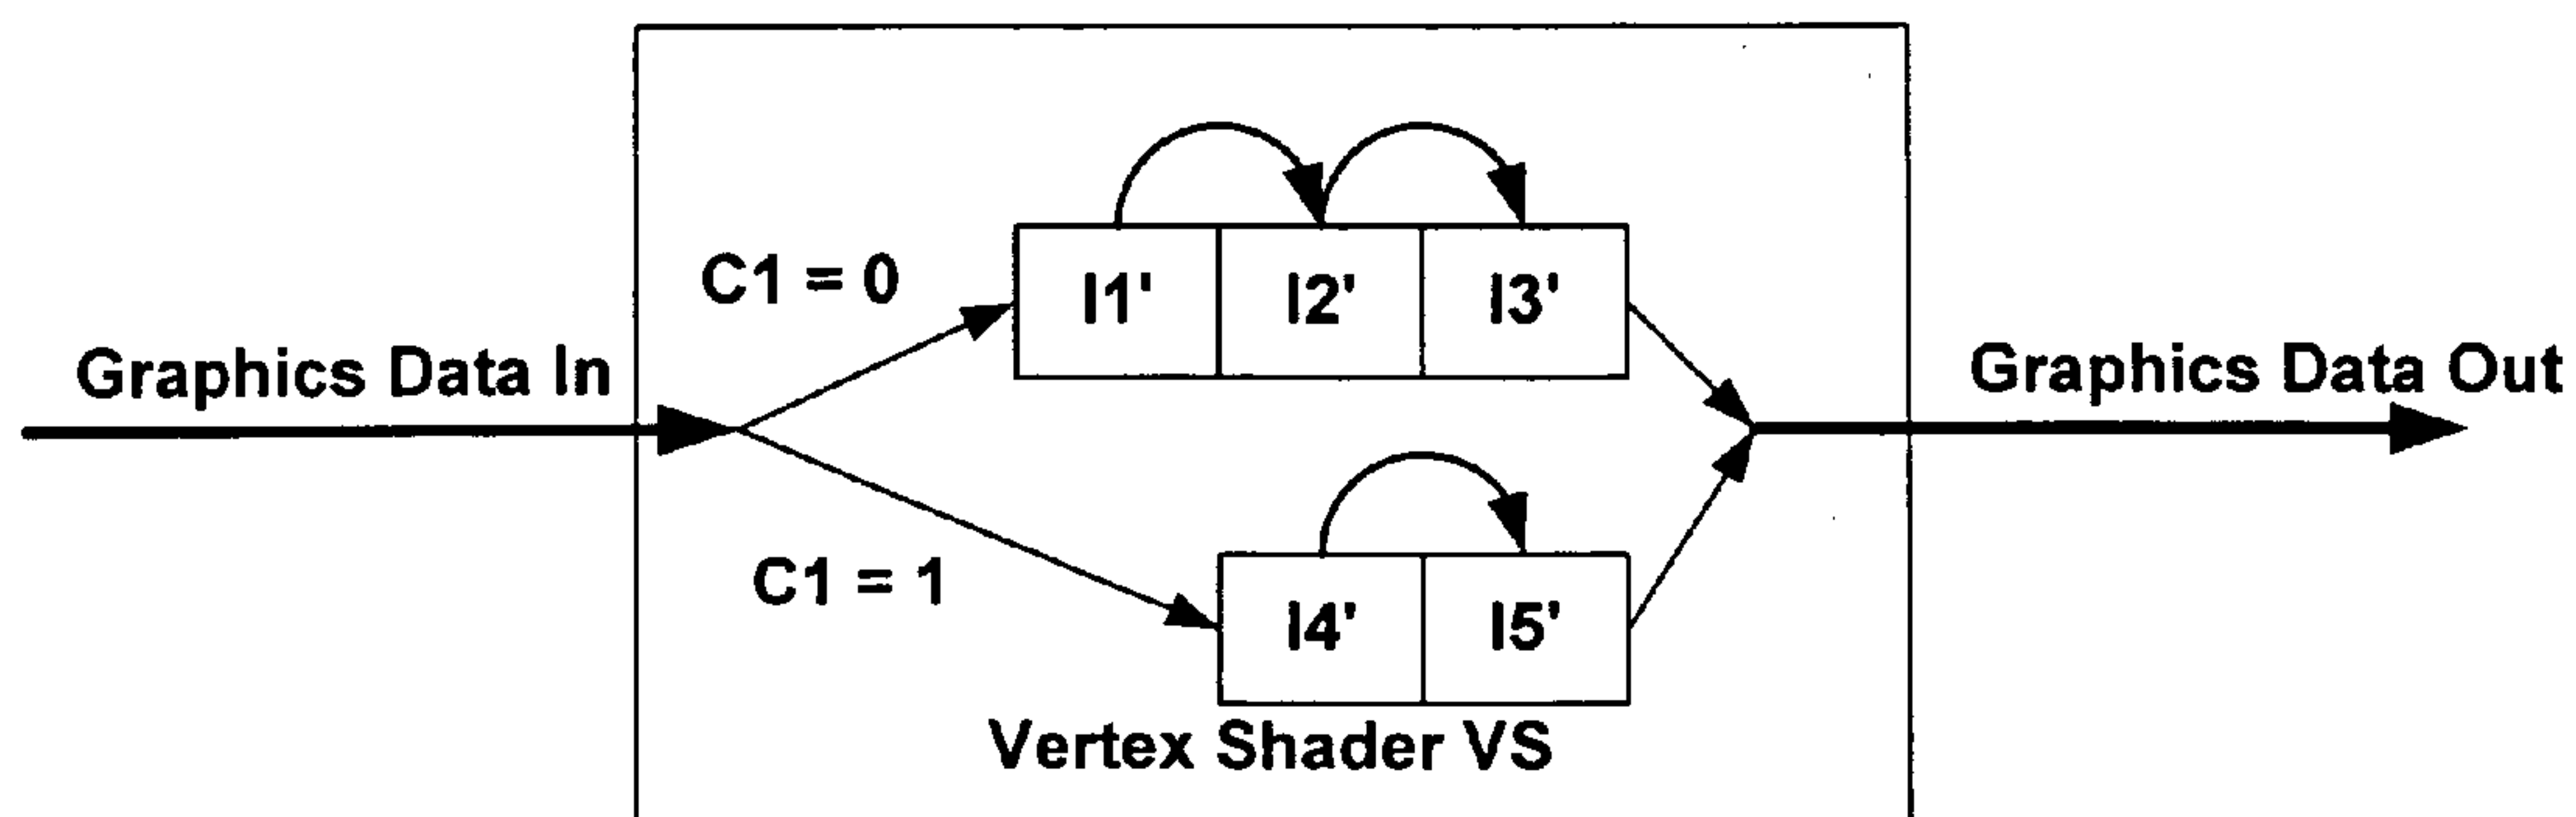 C1 = 0
I1' I2' I3'
Graphics Data In
Graphics Data Out
C1 = 1
I4' I5'
Vertex Shader VS